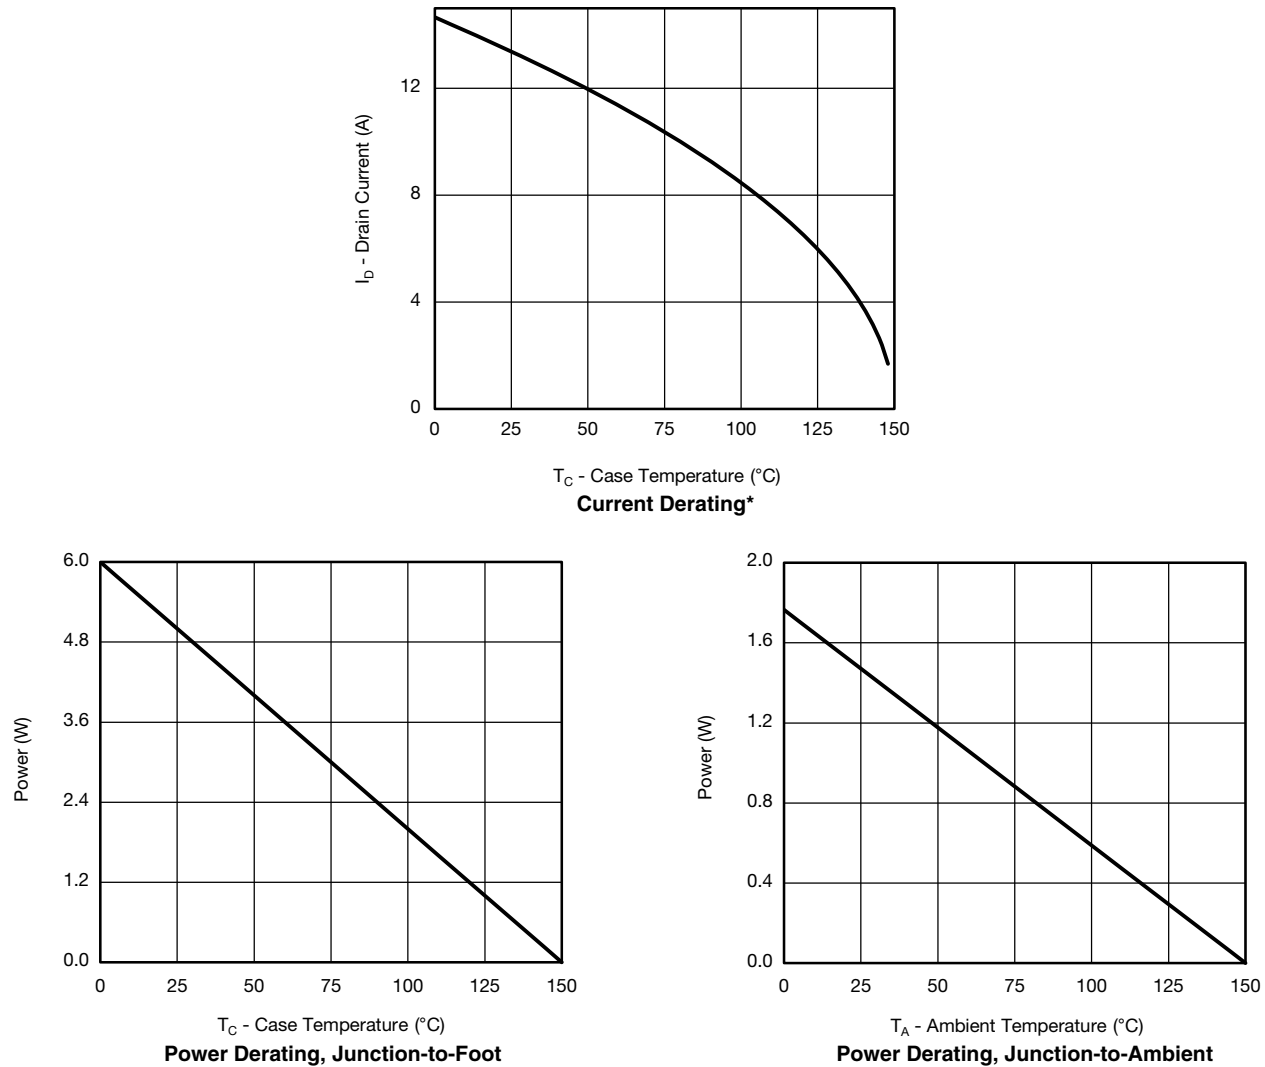 12
8
4
0
I_D - Drain Current (A)
0 25 50 75 100 125 150
T_C - Case Temperature (°C)
Current Derating*
6.0
4.8
3.6
2.4
1.2
0.0
Power (W)
0 25 50 75 100 125 150
T_C - Case Temperature (°C)
Power Derating, Junction-to-Foot
2.0
1.6
1.2
0.8
0.4
0.0
Power (W)
0 25 50 75 100 125 150
T_A - Ambient Temperature (°C)
Power Derating, Junction-to-Ambient